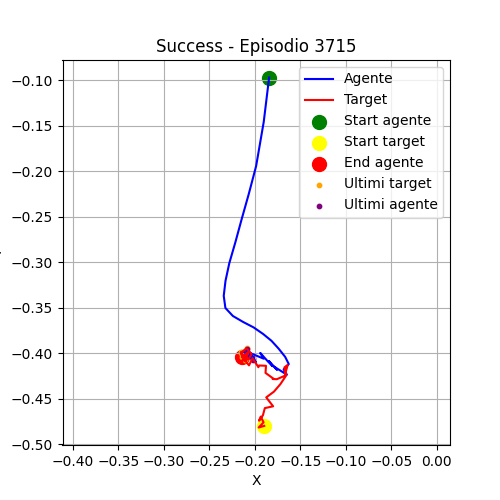 Success - Episodio 3715
Agente
Target
Start agente
Start target
End agente
Ultimi target
Ultimi agente
−0.10
−0.15
−0.20
−0.25
−0.30
−0.35
−0.40
−0.45
−0.50
−0.40 −0.35 −0.30 −0.25 −0.20 −0.15 −0.10 −0.05 0.00
X